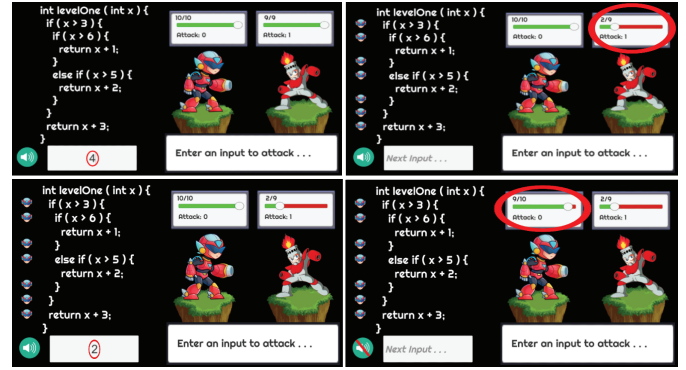 int levelOne ( int x ) {
if ( x > 3 ) {
if ( x > 6 ) {
return x + 1;
}
else if ( x > 5 ) {
return x + 2;
}
}
return x + 3;
}
4
10/10
Attack: 0
9/9
Attack: 1
Enter an input to attack . . .
int levelOne ( int x ) {
if ( x > 3 ) {
if ( x > 6 ) {
return x + 1;
}
else if ( x > 5 ) {
return x + 2;
}
}
return x + 3;
}
Next Input . . .
10/10
Attack: 0
2/9
Attack: 1
Enter an input to attack . . .
int levelOne ( int x ) {
if ( x > 3 ) {
if ( x > 6 ) {
return x + 1;
}
else if ( x > 5 ) {
return x + 2;
}
}
return x + 3;
}
2
10/10
Attack: 0
2/9
Attack: 1
Enter an input to attack . . .
int levelOne ( int x ) {
if ( x > 3 ) {
if ( x > 6 ) {
return x + 1;
}
else if ( x > 5 ) {
return x + 2;
}
}
return x + 3;
}
Next Input . . .
9/10
Attack: 0
2/9
Attack: 1
Enter an input to attack . . .